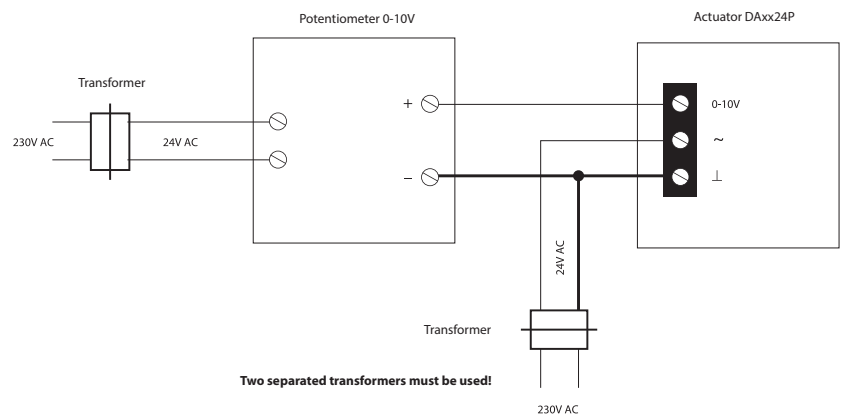 Potentiometer 0-10V
Actuator DAxx24P
Transformer
230V AC
24V AC
+
−
0-10V
~
⊥
24V AC
Transformer
Two separated transformers must be used!
230V AC